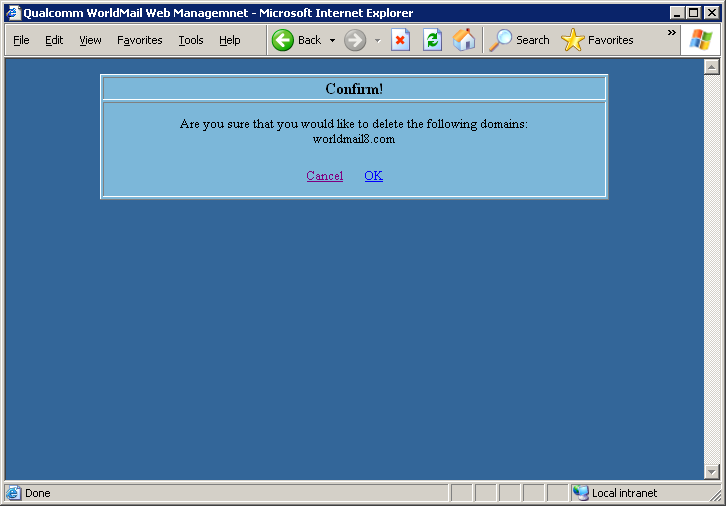 Qualcomm WorldMail Web Managemnet - Microsoft Internet Explorer
File Edit View Favorites Tools Help Back Search Favorites »
Confirm!
Are you sure that you would like to delete the following domains:
worldmail8.com
Cancel OK
Done Local intranet